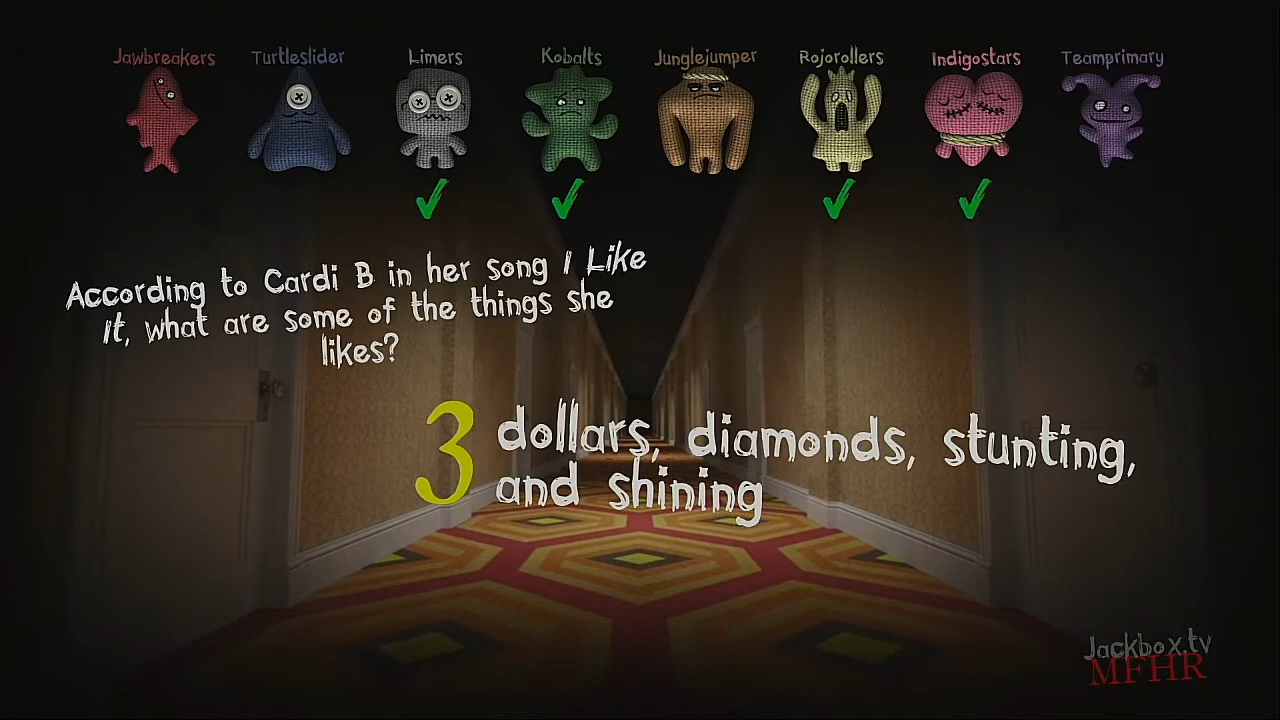 Jawbreakers Turtleslider Limers Kobalts Junglejumper Rojorollers Indigostars Teamprimary
According to Cardi B in her song I Like
It, what are some of the things she
likes?
3 dollars, diamonds, stunting,
and shining
Jackbox.tv
MFHR